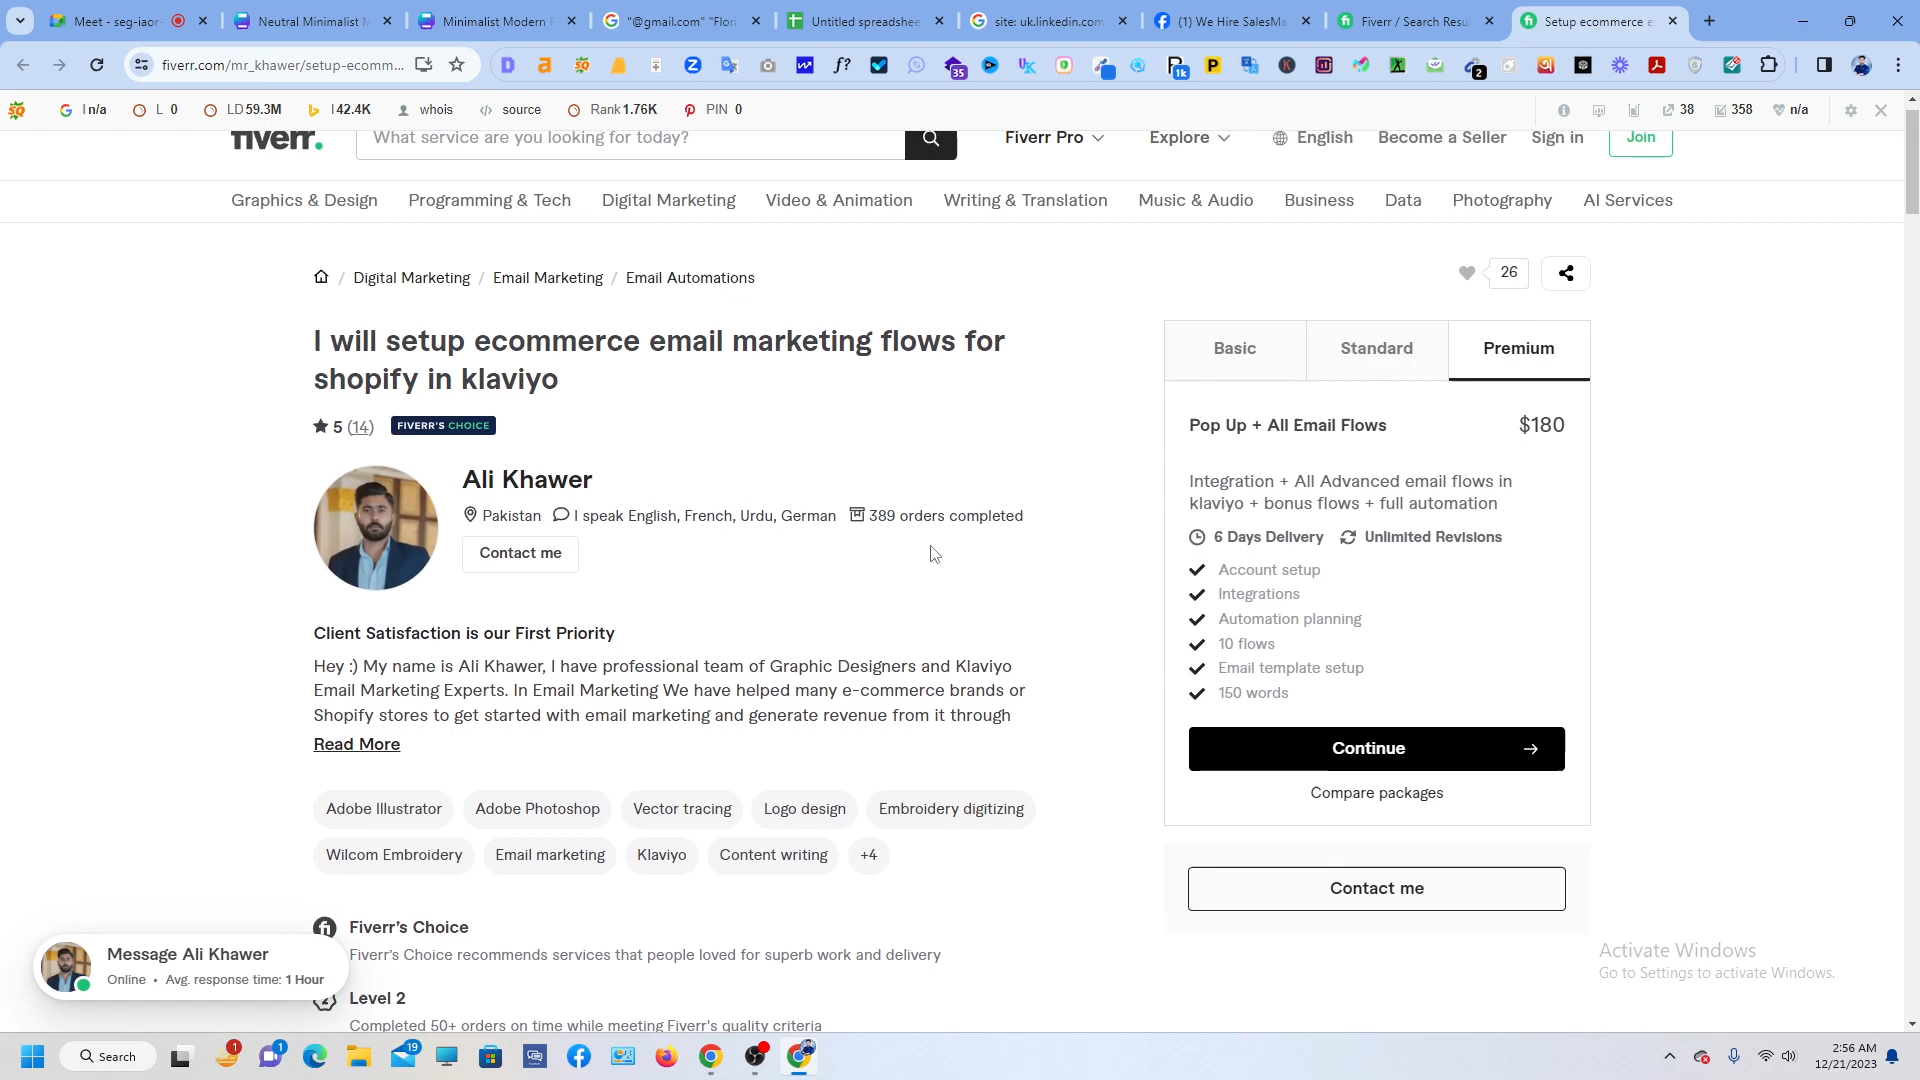 Meet - seg-iaor-
Neutral Minimalist M
Minimalist Modern P
"@gmail.com" "Flori
Untitled spreadshee
site: uk.linkedin.com
(1) We Hire SalesMa
Fiverr / Search Resu
Setup ecommerce e
fiverr.com/mr_khawer/setup-ecomm...
35
1k
2
I n/a
L 0
LD 59.3M
I 42.4K
whois
source
Rank 1.76K
PIN 0
38
358
n/a
fiverr.
What service are you looking for today?
Fiverr Pro
Explore
English
Become a Seller
Sign in
Join
Graphics & Design
Programming & Tech
Digital Marketing
Video & Animation
Writing & Translation
Music & Audio
Business
Data
Photography
AI Services
/ Digital Marketing / Email Marketing / Email Automations
26
I will setup ecommerce email marketing flows for
shopify in klaviyo
5 (14)
FIVERR'S CHOICE
Ali Khawer
Pakistan
I speak English, French, Urdu, German
389 orders completed
Contact me
Client Satisfaction is our First Priority
Hey :) My name is Ali Khawer, I have professional team of Graphic Designers and Klaviyo
Email Marketing Experts. In Email Marketing We have helped many e-commerce brands or
Shopify stores to get started with email marketing and generate revenue from it through
Read More
Adobe Illustrator
Adobe Photoshop
Vector tracing
Logo design
Embroidery digitizing
Wilcom Embroidery
Email marketing
Klaviyo
Content writing
+4
Fiverr's Choice
Fiverr's Choice recommends services that people loved for superb work and delivery
Level 2
Completed 50+ orders on time while meeting Fiverr's quality criteria
Message Ali Khawer
Online • Avg. response time: 1 Hour
Basic
Standard
Premium
Pop Up + All Email Flows
$180
Integration + All Advanced email flows in
klaviyo + bonus flows + full automation
6 Days Delivery
Unlimited Revisions
Account setup
Integrations
Automation planning
10 flows
Email template setup
150 words
Continue
Compare packages
Contact me
Activate Windows
Go to Settings to activate Windows.
Search
1
1
19
2:56 AM
12/21/2023